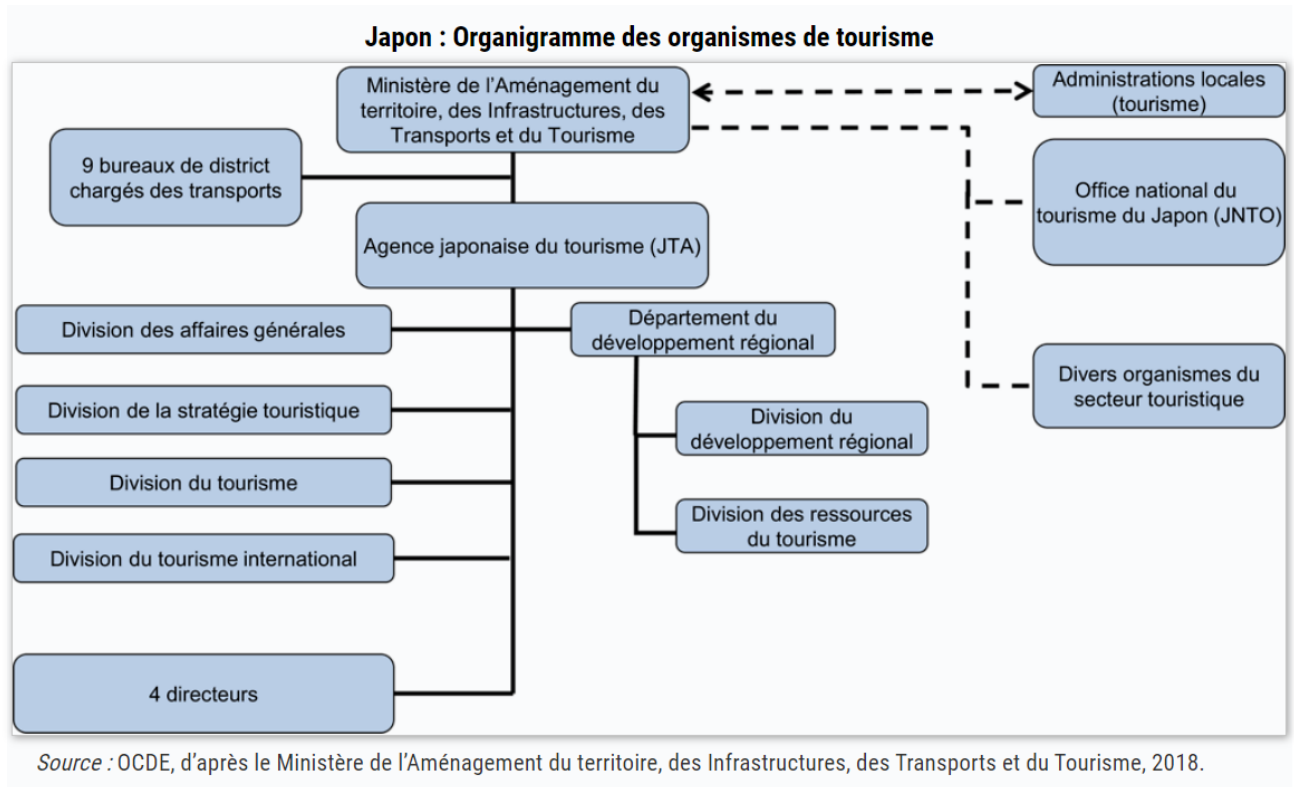 Japon : Organigramme des organismes de tourisme
Ministère de l'Aménagement du
territoire, des Infrastructures, des
Transports et du Tourisme
Administrations locales
(tourisme)
9 bureaux de district
chargés des transports
Office national du
tourisme du Japon (JNTO)
Agence japonaise du tourisme (JTA)
Division des affaires générales
Département du
développement régional
Division de la stratégie touristique
Divers organismes du
secteur touristique
Division du
développement régional
Division du tourisme
Division des ressources
du tourisme
Division du tourisme international
4 directeurs
Source : OCDE, d'après le Ministère de l'Aménagement du territoire, des Infrastructures, des Transports et du Tourisme, 2018.